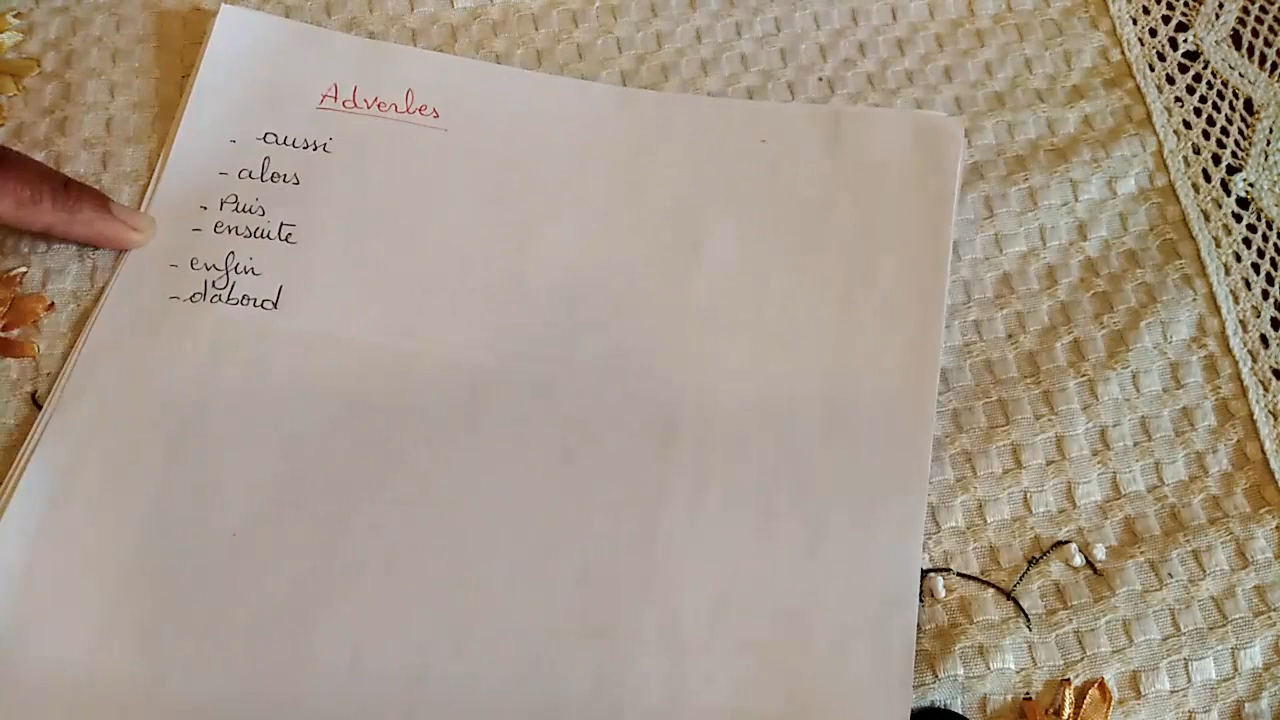 Adverbes
. aussi
- alors
. Puis
- ensuite
- enfin
- dabord